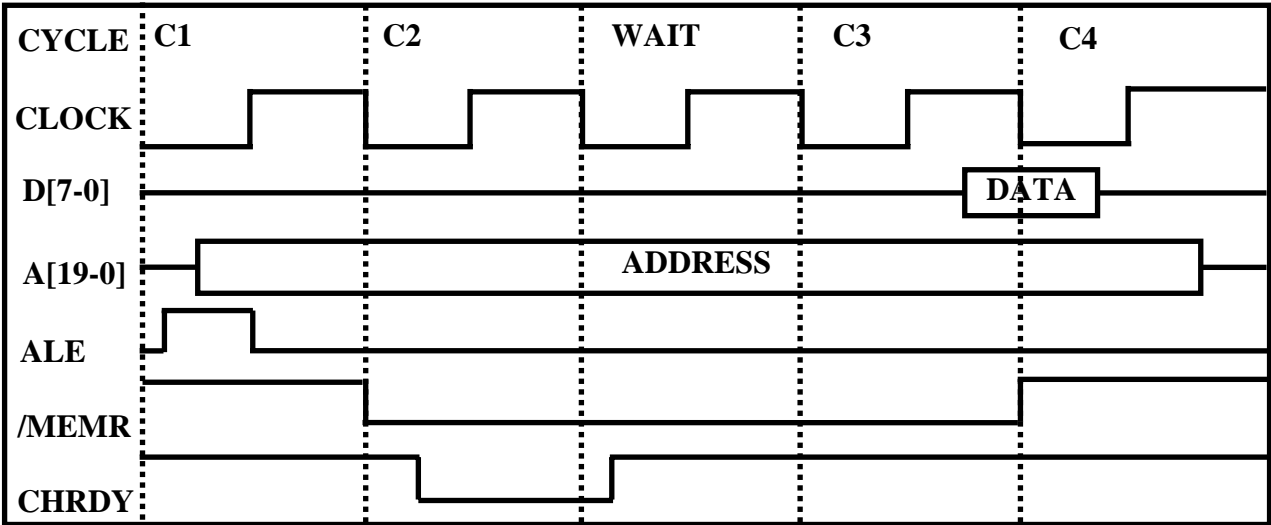 CYCLE C1 C2 WAIT C3 C4
CLOCK
D[7-0] DATA
A[19-0] ADDRESS
ALE
/MEMR
CHRDY